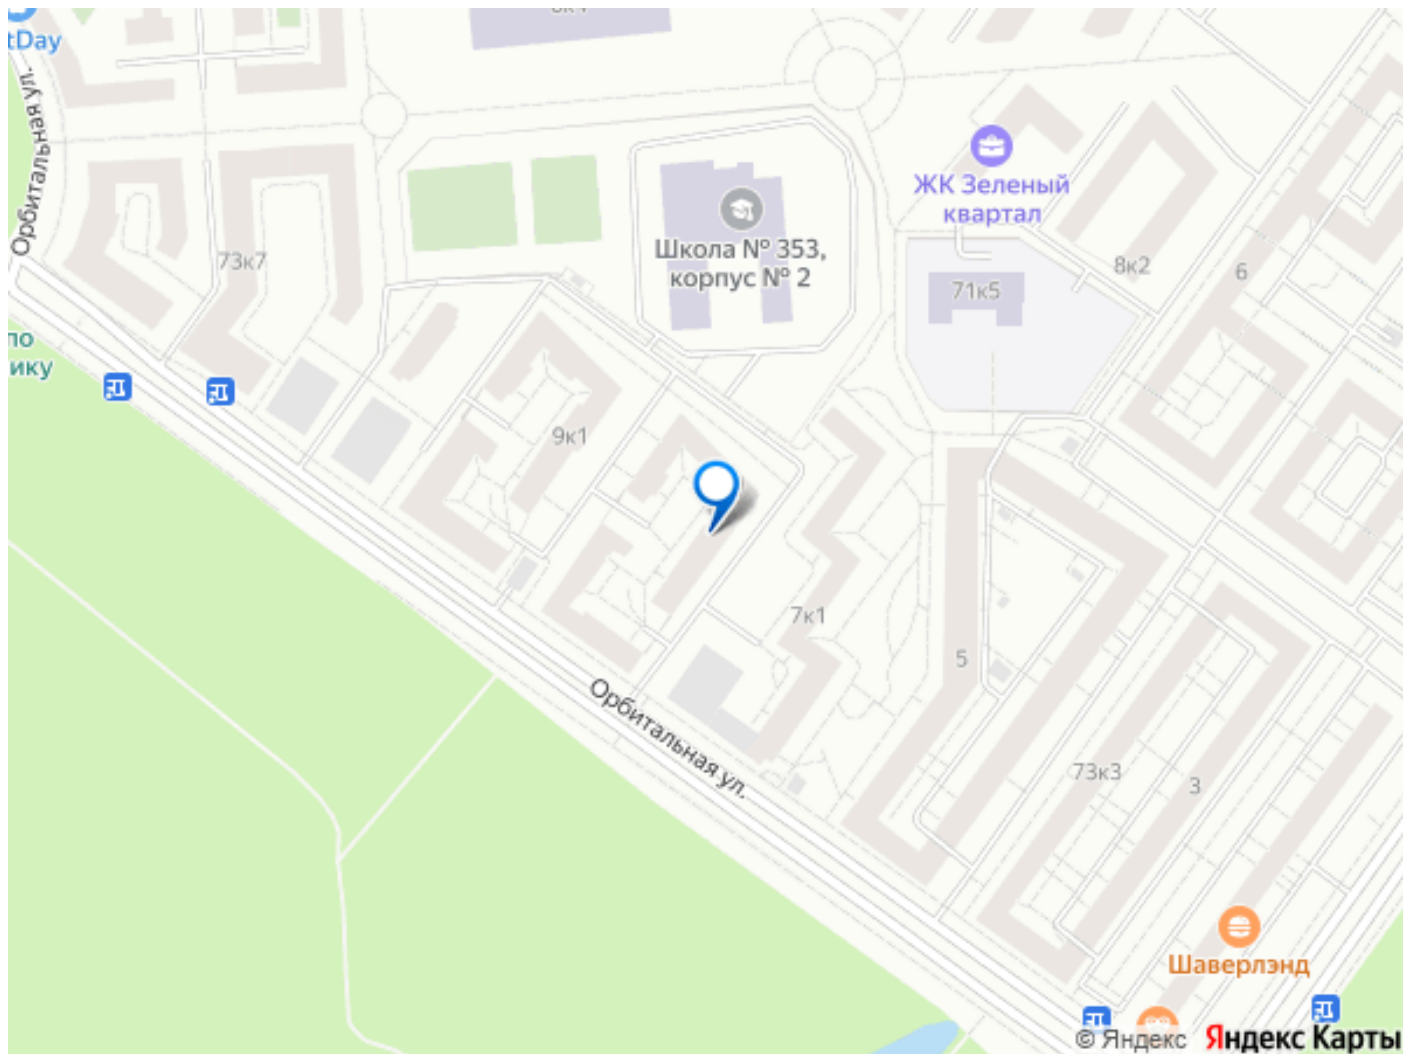 tDay
Орбитальная ул.
ЖК Зеленый
квартал
Школа № 353,
корпус № 2
73к7
8к2
6
71к5
по
ику
9к1
7к1
5
Орбитальная ул.
73к3
3
Шаверлэнд
© Яндекс Яндекс Карты